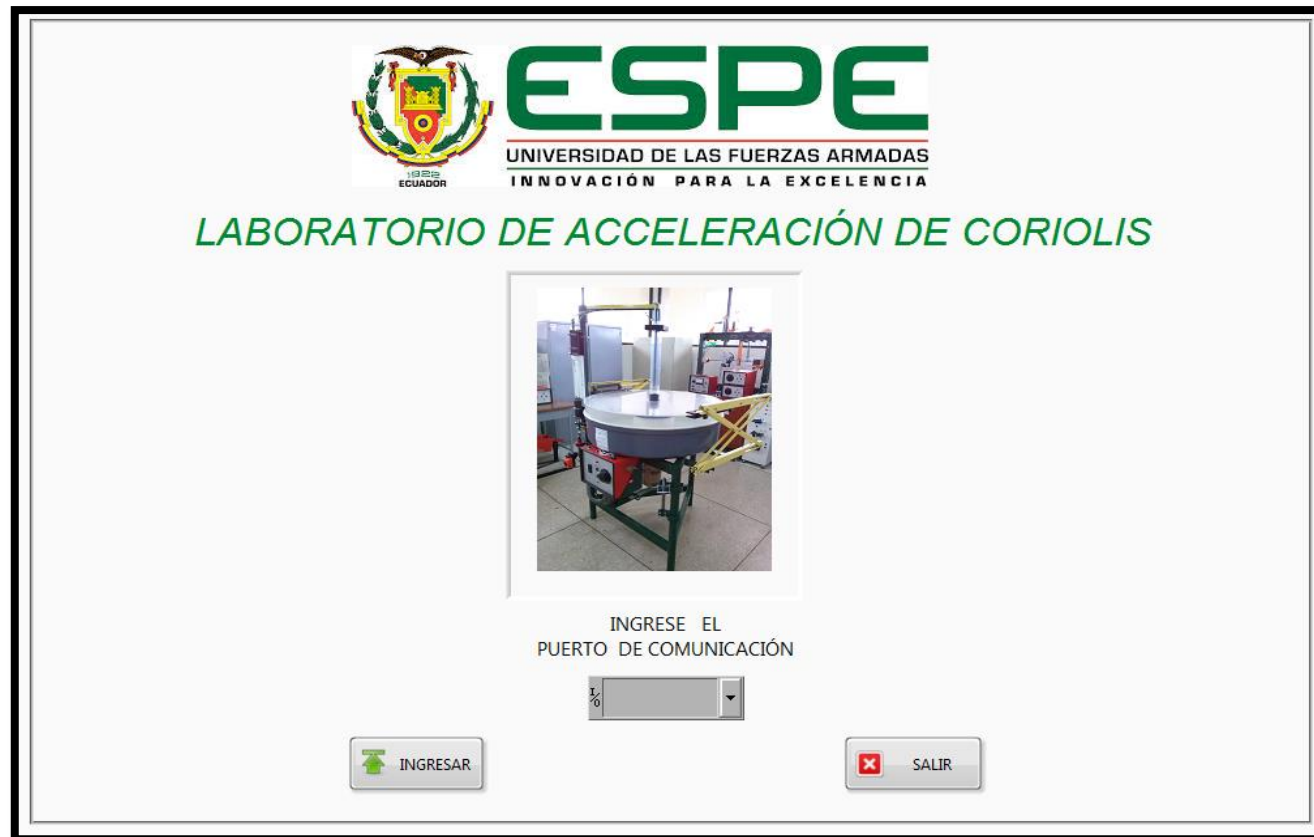 ESPE
UNIVERSIDAD DE LAS FUERZAS ARMADAS
INNOVACIÓN PARA LA EXCELENCIA
1922
ECUADOR
LABORATORIO DE ACCELERACIÓN DE CORIOLIS
INGRESE EL
PUERTO DE COMUNICACIÓN
I/O
INGRESAR
SALIR